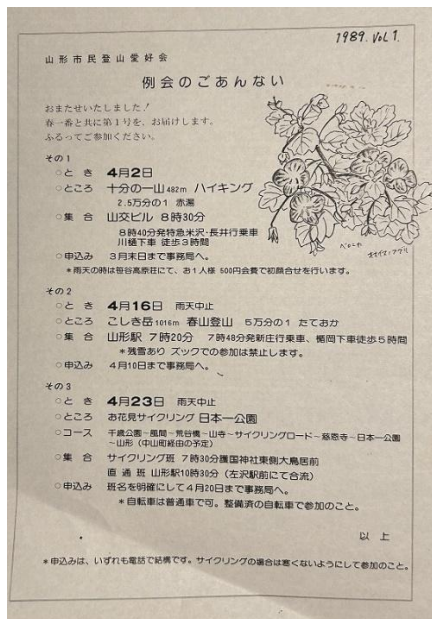 1989. Vol 1.
山形市民登山愛好会
例会のごあんない
おまたせいたしました！
春一番と共に第1号を、お届けします。
ふるってご参加ください。
その1
○とき 4月2日
○ところ 十分の一山 482m ハイキング
2.5万分の1 赤湯
○集合 山交ビル 8時30分
8時40分発特急米沢・長井行乗車
川樋下車 徒歩3時間
○申込み 3月末日まで事務局へ。
*雨天の時は笹谷高原荘にて、お1人様 500円会費で初顔合せを行います。
その2
○とき 4月16日 雨天中止
○ところ こしき岳 1016m 春山登山 5万分の1 たておか
○集合 山形駅 7時20分 7時48分発新庄行乗車、楯岡下車徒歩5時間
*残雪あり ズックでの参加は禁止します。
○申込み 4月10日まで事務局へ。
その3
○とき 4月23日 雨天中止
○ところ お花見サイクリング 日本一公園
○コース 千歳公園～風間～荒谷橋～山寺～サイクリングロード～慈恩寺～日本一公園
～山形（中山町経由の予定）
○集合 サイクリング班 7時30分護国神社東側大鳥居前
直通班 山形駅10時30分（左沢駅前にて合流）
○申込み 班名を明確にして4月20日まで事務局へ。
*自転車は普通車で可。整備済の自転車で参加のこと。
以上
*申込みは、いずれも電話で結構です。サイクリングの場合は寒くないようにして参加のこと。